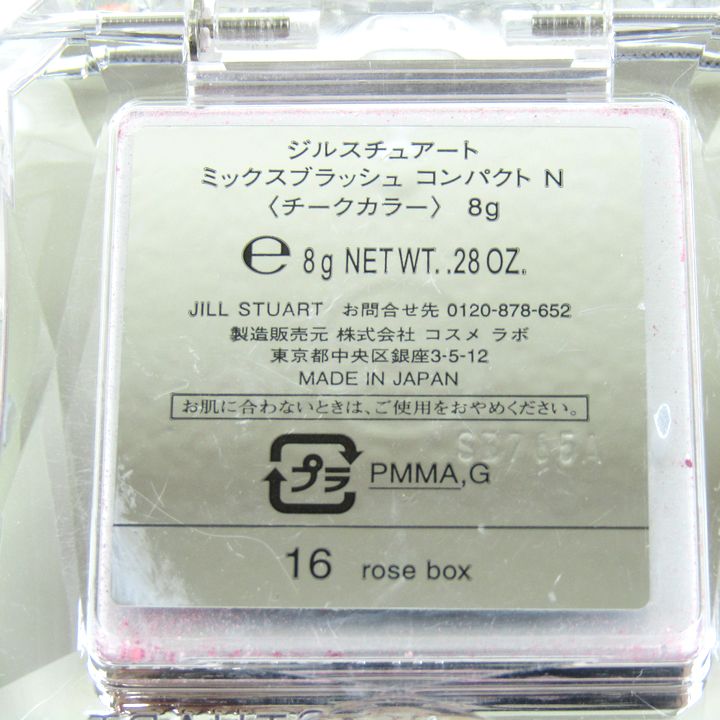 ジルスチュアート
ミックスブラッシュ コンパクト N
〈チークカラー〉 8g
e 8g NET WT. .28 OZ.
JILL STUART お問合せ先 0120-878-652
製造販売元 株式会社 コスメ ラボ
東京都中央区銀座3-5-12
MADE IN JAPAN
お肌に合わないときは、ご使用をおやめください。
プラ PMMA,G
16 rose box